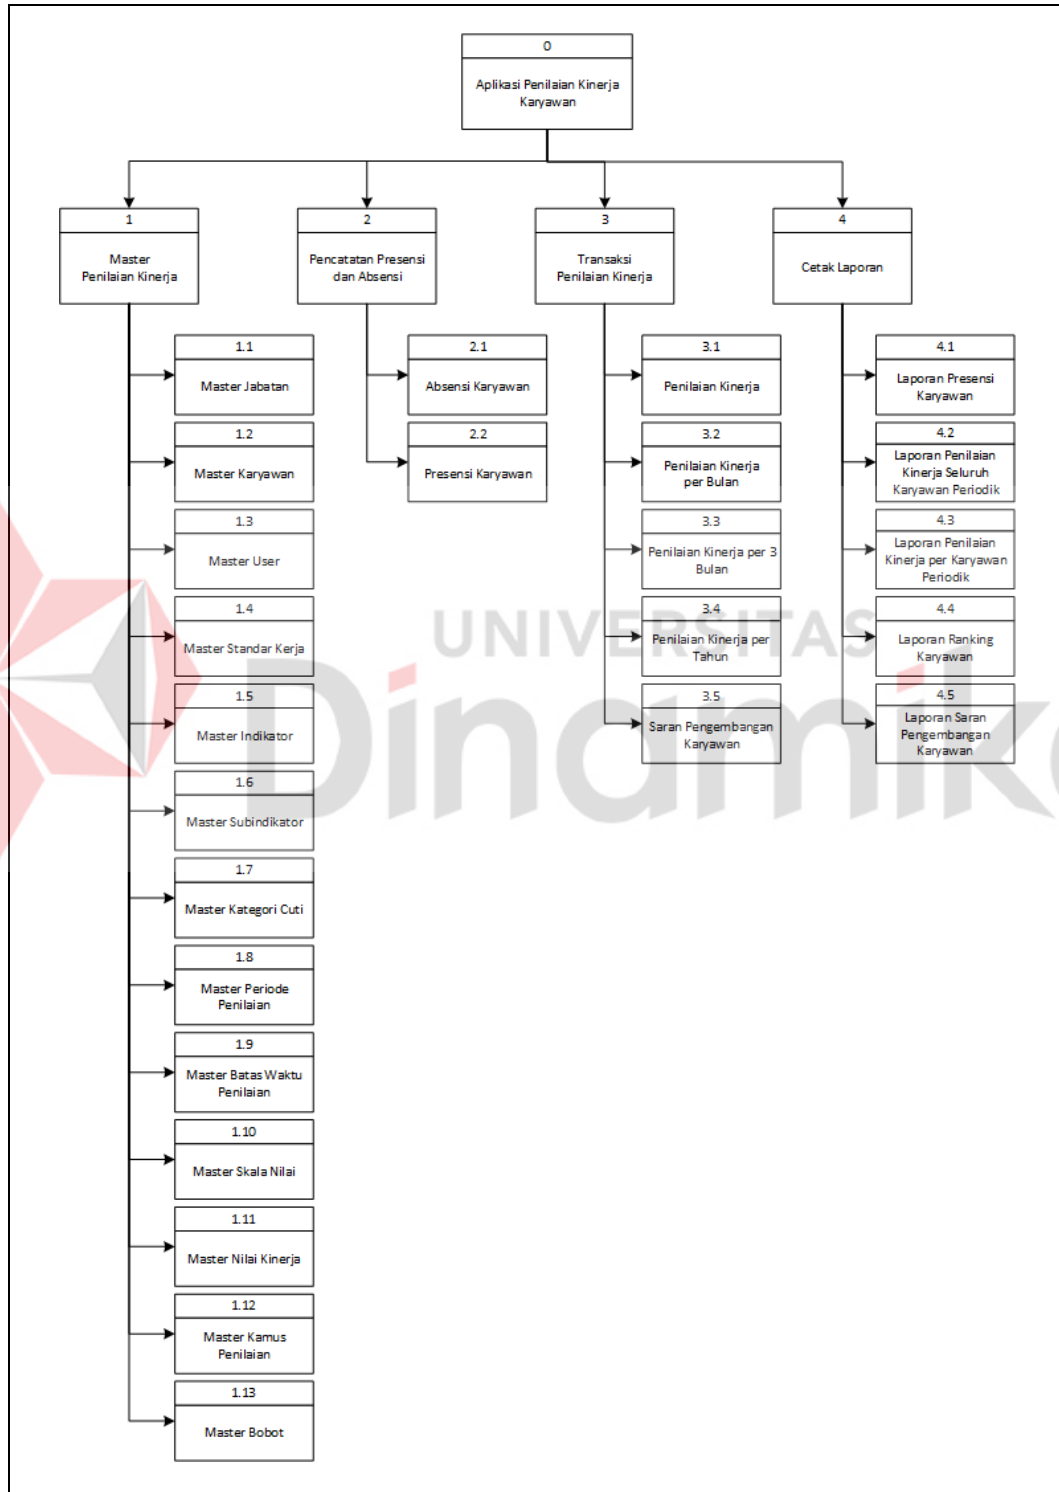 0
Aplikasi Penilaian Kinerja
Karyawan
1
Master
Penilaian Kinerja
2
Pencatatan Presensi
dan Absensi
3
Transaksi
Penilaian Kinerja
4
Cetak Laporan
1.1
Master Jabatan
1.2
Master Karyawan
1.3
Master User
1.4
Master Standar Kerja
1.5
Master Indikator
1.6
Master Subindikator
1.7
Master Kategori Cuti
1.8
Master Periode
Penilaian
1.9
Master Batas Waktu
Penilaian
1.10
Master Skala Nilai
1.11
Master Nilai Kinerja
1.12
Master Kamus
Penilaian
1.13
Master Bobot
2.1
Absensi Karyawan
2.2
Presensi Karyawan
3.1
Penilaian Kinerja
3.2
Penilaian Kinerja
per Bulan
3.3
Penilaian Kinerja per 3
Bulan
3.4
Penilaian Kinerja per
Tahun
3.5
Saran Pengembangan
Karyawan
4.1
Laporan Presensi
Karyawan
4.2
Laporan Penilaian
Kinerja Seluruh
Karyawan Periodik
4.3
Laporan Penilaian
Kinerja per Karyawan
Periodik
4.4
Laporan Ranking
Karyawan
4.5
Laporan Saran
Pengembangan
Karyawan
UNIVERSITAS
Dinamika